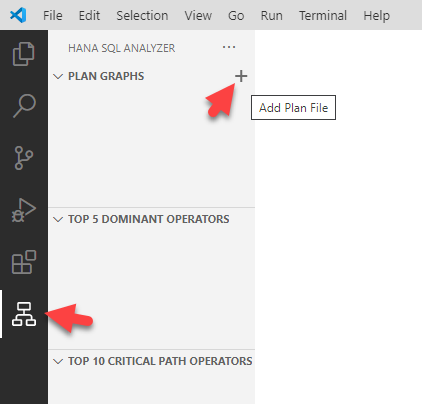 File Edit Selection View Go Run Terminal Help
HANA SQL ANALYZER
PLAN GRAPHS
Add Plan File
TOP 5 DOMINANT OPERATORS
TOP 10 CRITICAL PATH OPERATORS